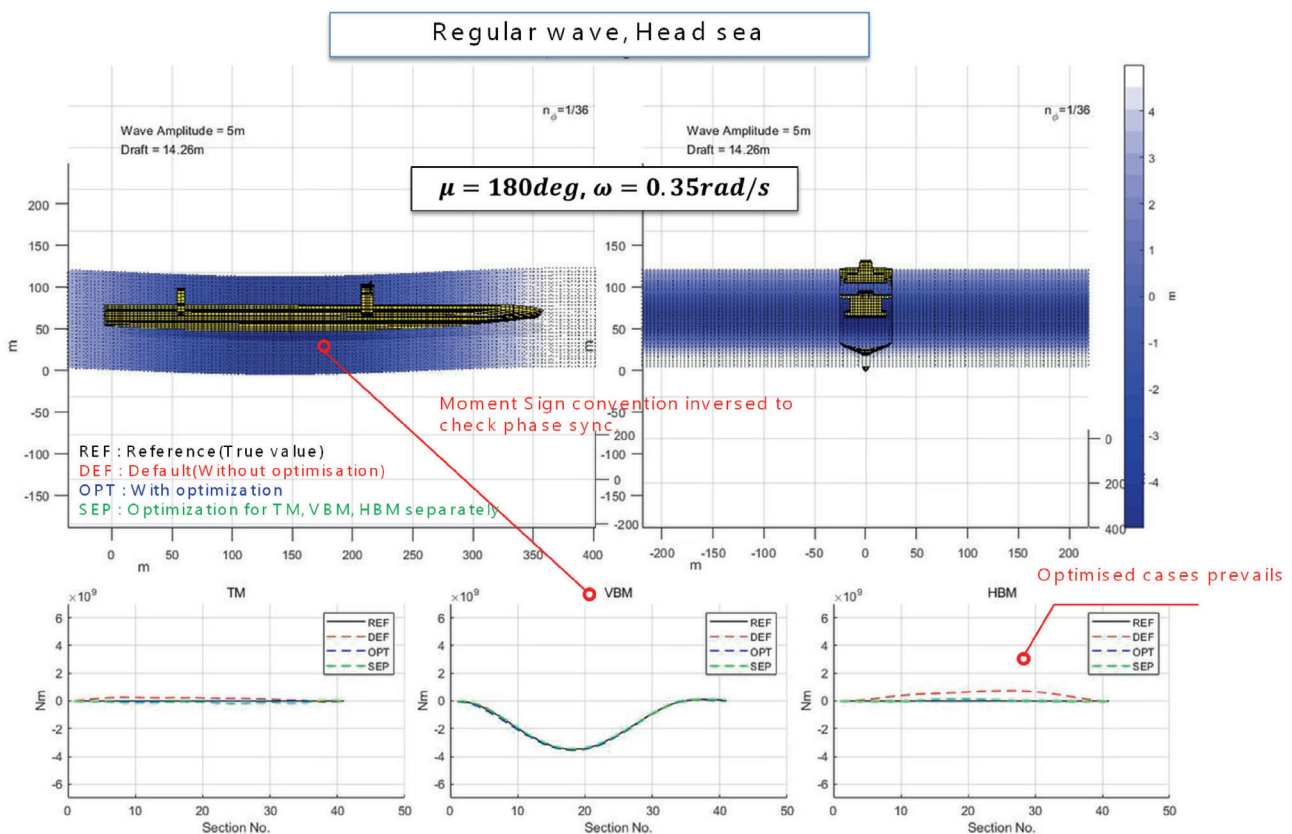 Regular wave, Head sea
n_ϕ=1/36
Wave Amplitude = 5m
Draft = 14.26m
n_ϕ=1/36
Wave Amplitude = 5m
Draft = 14.26m
μ = 180deg, ω = 0.35rad/s
200
150
100
50
0
-50
-100
-150
m
0
50
100
150
200
250
300
350
400
m
200
150
100
50
0
-50
-100
-150
m
200
0
-200
-200
-150
-100
-50
0
50
100
150
200
m
0
200
400
4
3
2
1
0
-1
-2
-3
-4
m
Moment Sign convention inversed to
check phase sync
REF : Reference(True value)
DEF : Default(Without optimisation)
OPT : With optimization
SEP : Optimization for TM, VBM, HBM separately
Optimised cases prevails
×10⁹
TM
6
4
2
0
-2
-4
-6
Nm
REF
DEF
OPT
SEP
0
10
20
30
40
50
Section No.
×10⁹
VBM
6
4
2
0
-2
-4
-6
Nm
REF
DEF
OPT
SEP
0
10
20
30
40
50
Section No.
×10⁹
HBM
6
4
2
0
-2
-4
-6
Nm
REF
DEF
OPT
SEP
0
10
20
30
40
50
Section No.